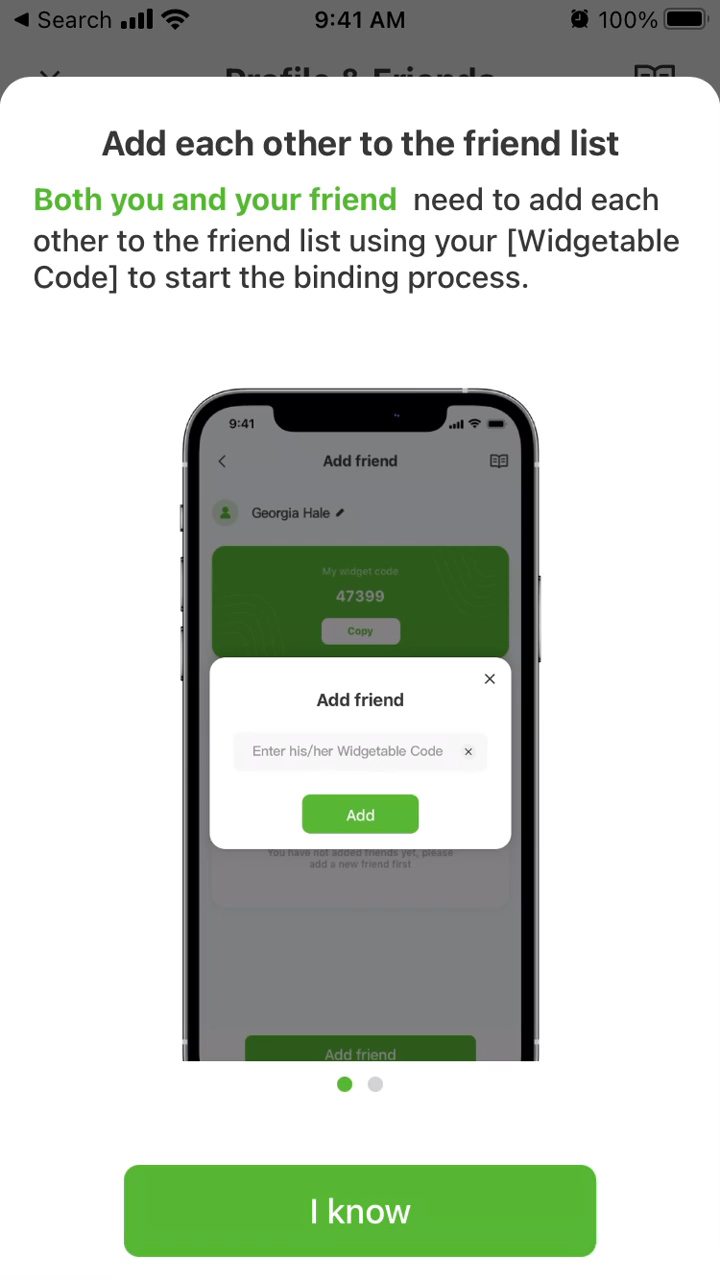 Search 9:41 AM 100%
Profile & Friends
Add each other to the friend list
Both you and your friend need to add each
other to the friend list using your [Widgetable
Code] to start the binding process.
9:41
Add friend
Georgia Hale
My widget code
47399
Copy
Add friend
Enter his/her Widgetable Code
Add
You have not added friends yet, please
add a new friend first
Add friend
I know